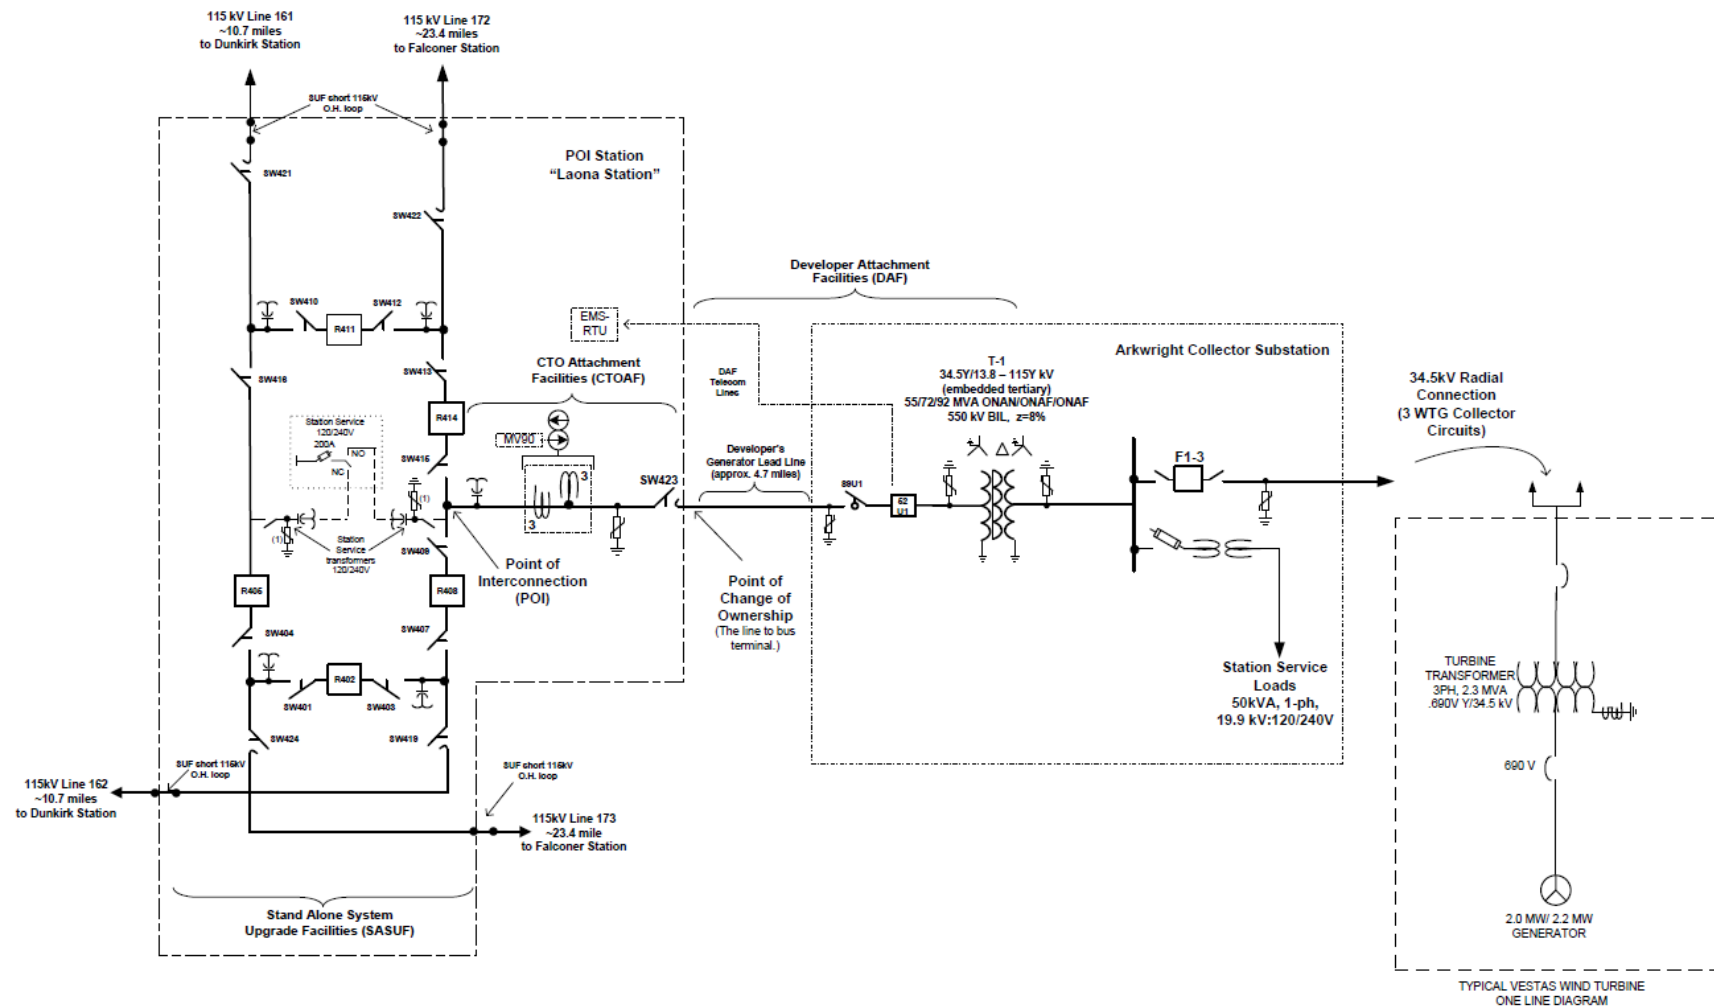 115 kV Line 161
~10.7 miles
to Dunkirk Station
115 kV Line 172
~23.4 miles
to Falconer Station
SUF short 115kV
O.H. loop
POI Station
“Laona Station”
SW421
SW422
SW410
SW412
R411
SW416
SW413
R414
SW415
Station Service
120/240V
200A
NO
NC
(1)
(1)
Station
Service
transformers
120/240V
SW409
R405
R408
SW404
SW407
R402
SW401
SW403
SW424
SW419
CTO Attachment
Facilities (CTOAF)
MV90
3
3
SW423
Point of
Interconnection
(POI)
EMS-
RTU
Developer Attachment
Facilities (DAF)
DAF
Telecom
Lines
Developer's
Generator Lead Line
(approx. 4.7 miles)
Point of
Change of
Ownership
(The line to bus
terminal.)
89U1
52
U1
Arkwright Collector Substation
T-1
34.5Y/13.8 – 115Y kV
(embedded tertiary)
55/72/92 MVA ONAN/ONAF/ONAF
550 kV BIL, z=8%
F1-3
Station Service
Loads
50kVA, 1-ph,
19.9 kV:120/240V
34.5kV Radial
Connection
(3 WTG Collector
Circuits)
TURBINE
TRANSFORMER
3PH, 2.3 MVA
.690V Y/34.5 kV
690 V
2.0 MW/ 2.2 MW
GENERATOR
TYPICAL VESTAS WIND TURBINE
ONE LINE DIAGRAM
SUF short 115kV
O.H. loop
115kV Line 162
~10.7 miles
to Dunkirk Station
SUF short 115kV
O.H. loop
115kV Line 173
~23.4 mile
to Falconer Station
Stand Alone System
Upgrade Facilities (SASUF)